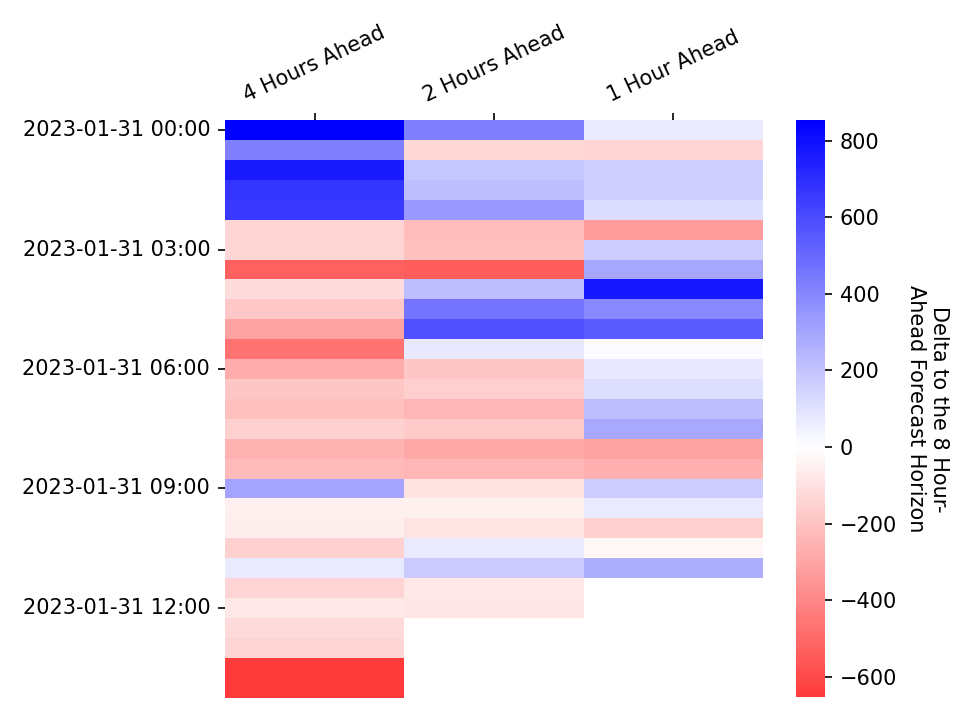 4 Hours Ahead
2 Hours Ahead
1 Hour Ahead
2023-01-31 00:00
2023-01-31 03:00
2023-01-31 06:00
2023-01-31 09:00
2023-01-31 12:00
800
600
400
200
0
−200
−400
−600
Delta to the 8 Hour-
Ahead Forecast Horizon